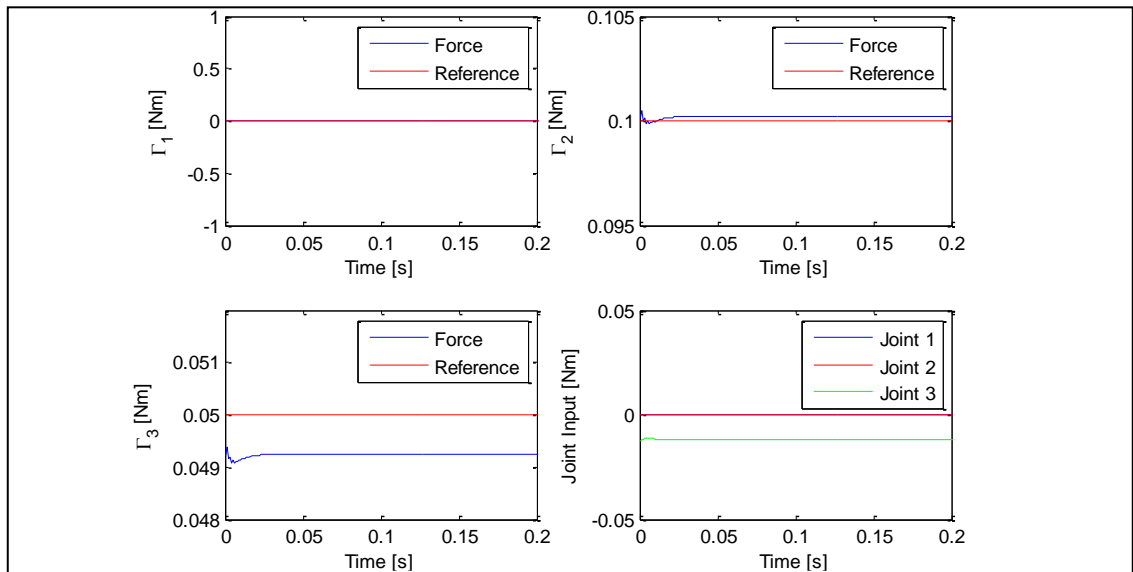 1
0.5
0
-0.5
-1
Γ1 [Nm]
Force
Reference
0 0.05 0.1 0.15 0.2
Time [s]
0.105
0.1
0.095
Γ2 [Nm]
Force
Reference
0 0.05 0.1 0.15 0.2
Time [s]
0.051
0.05
0.049
0.048
Γ3 [Nm]
Force
Reference
0 0.05 0.1 0.15 0.2
Time [s]
0.05
0
-0.05
Joint Input [Nm]
Joint 1
Joint 2
Joint 3
0 0.05 0.1 0.15 0.2
Time [s]